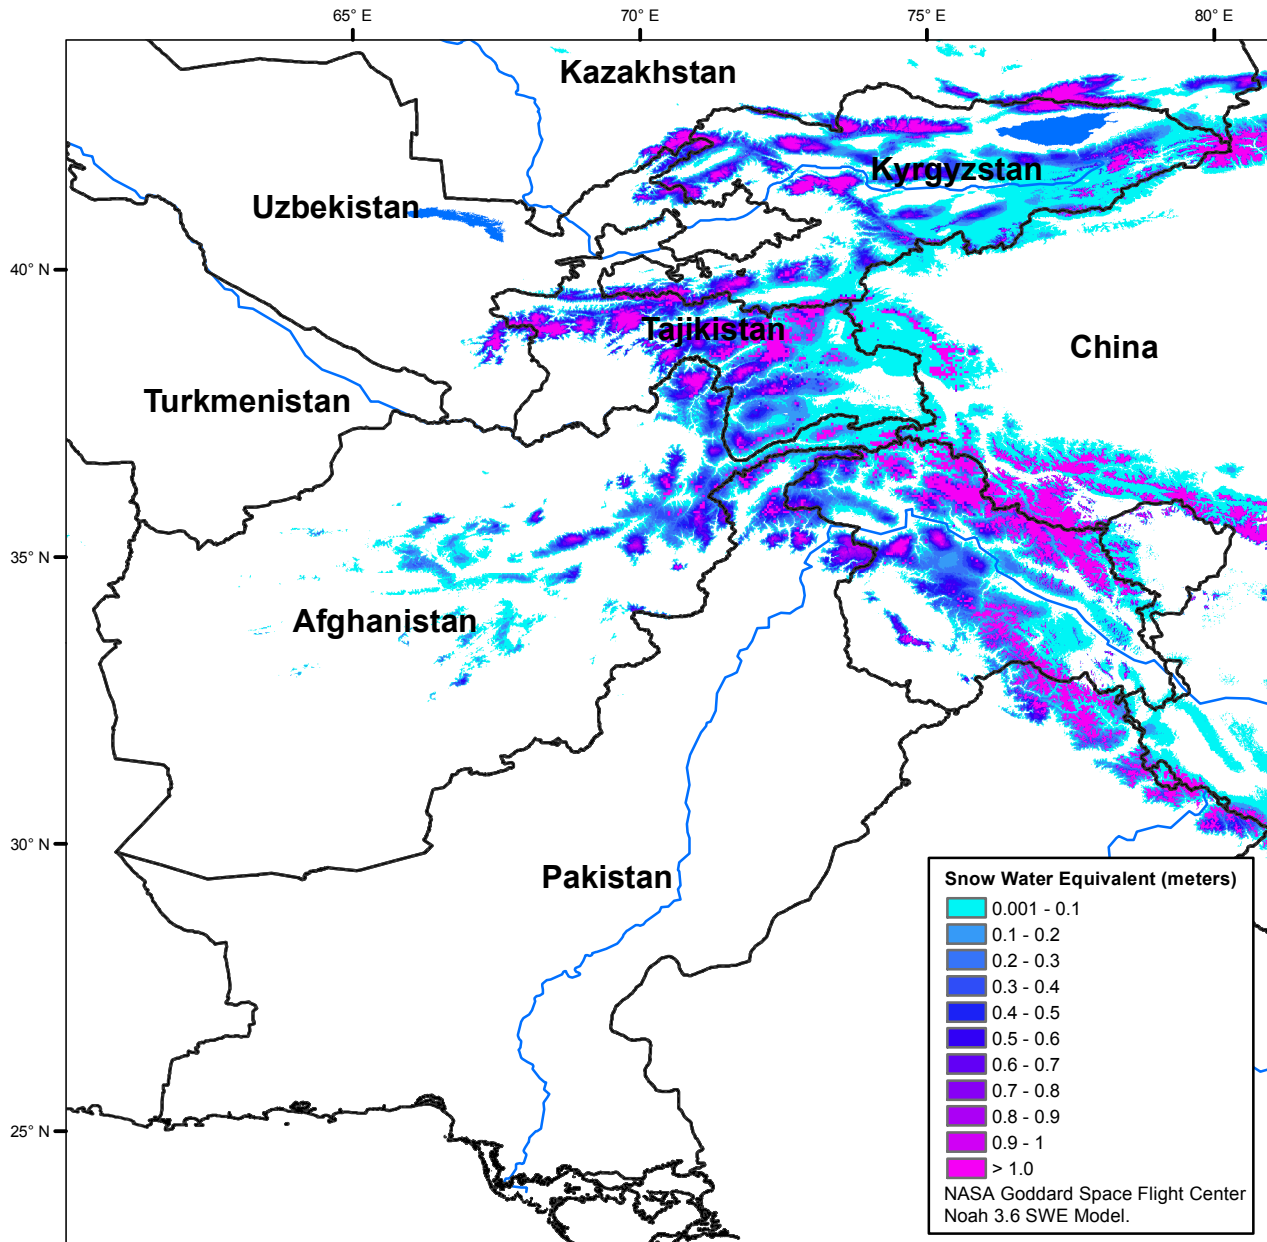 65° E
70° E
75° E
80° E
Kazakhstan
Kyrgyzstan
Uzbekistan
40° N
Tajikistan
China
Turkmenistan
35° N
Afghanistan
30° N
Pakistan
Snow Water Equivalent (meters)
0.001 - 0.1
0.1 - 0.2
0.2 - 0.3
0.3 - 0.4
0.4 - 0.5
0.5 - 0.6
0.6 - 0.7
0.7 - 0.8
0.8 - 0.9
0.9 - 1
> 1.0
25° N
NASA Goddard Space Flight Center
Noah 3.6 SWE Model.